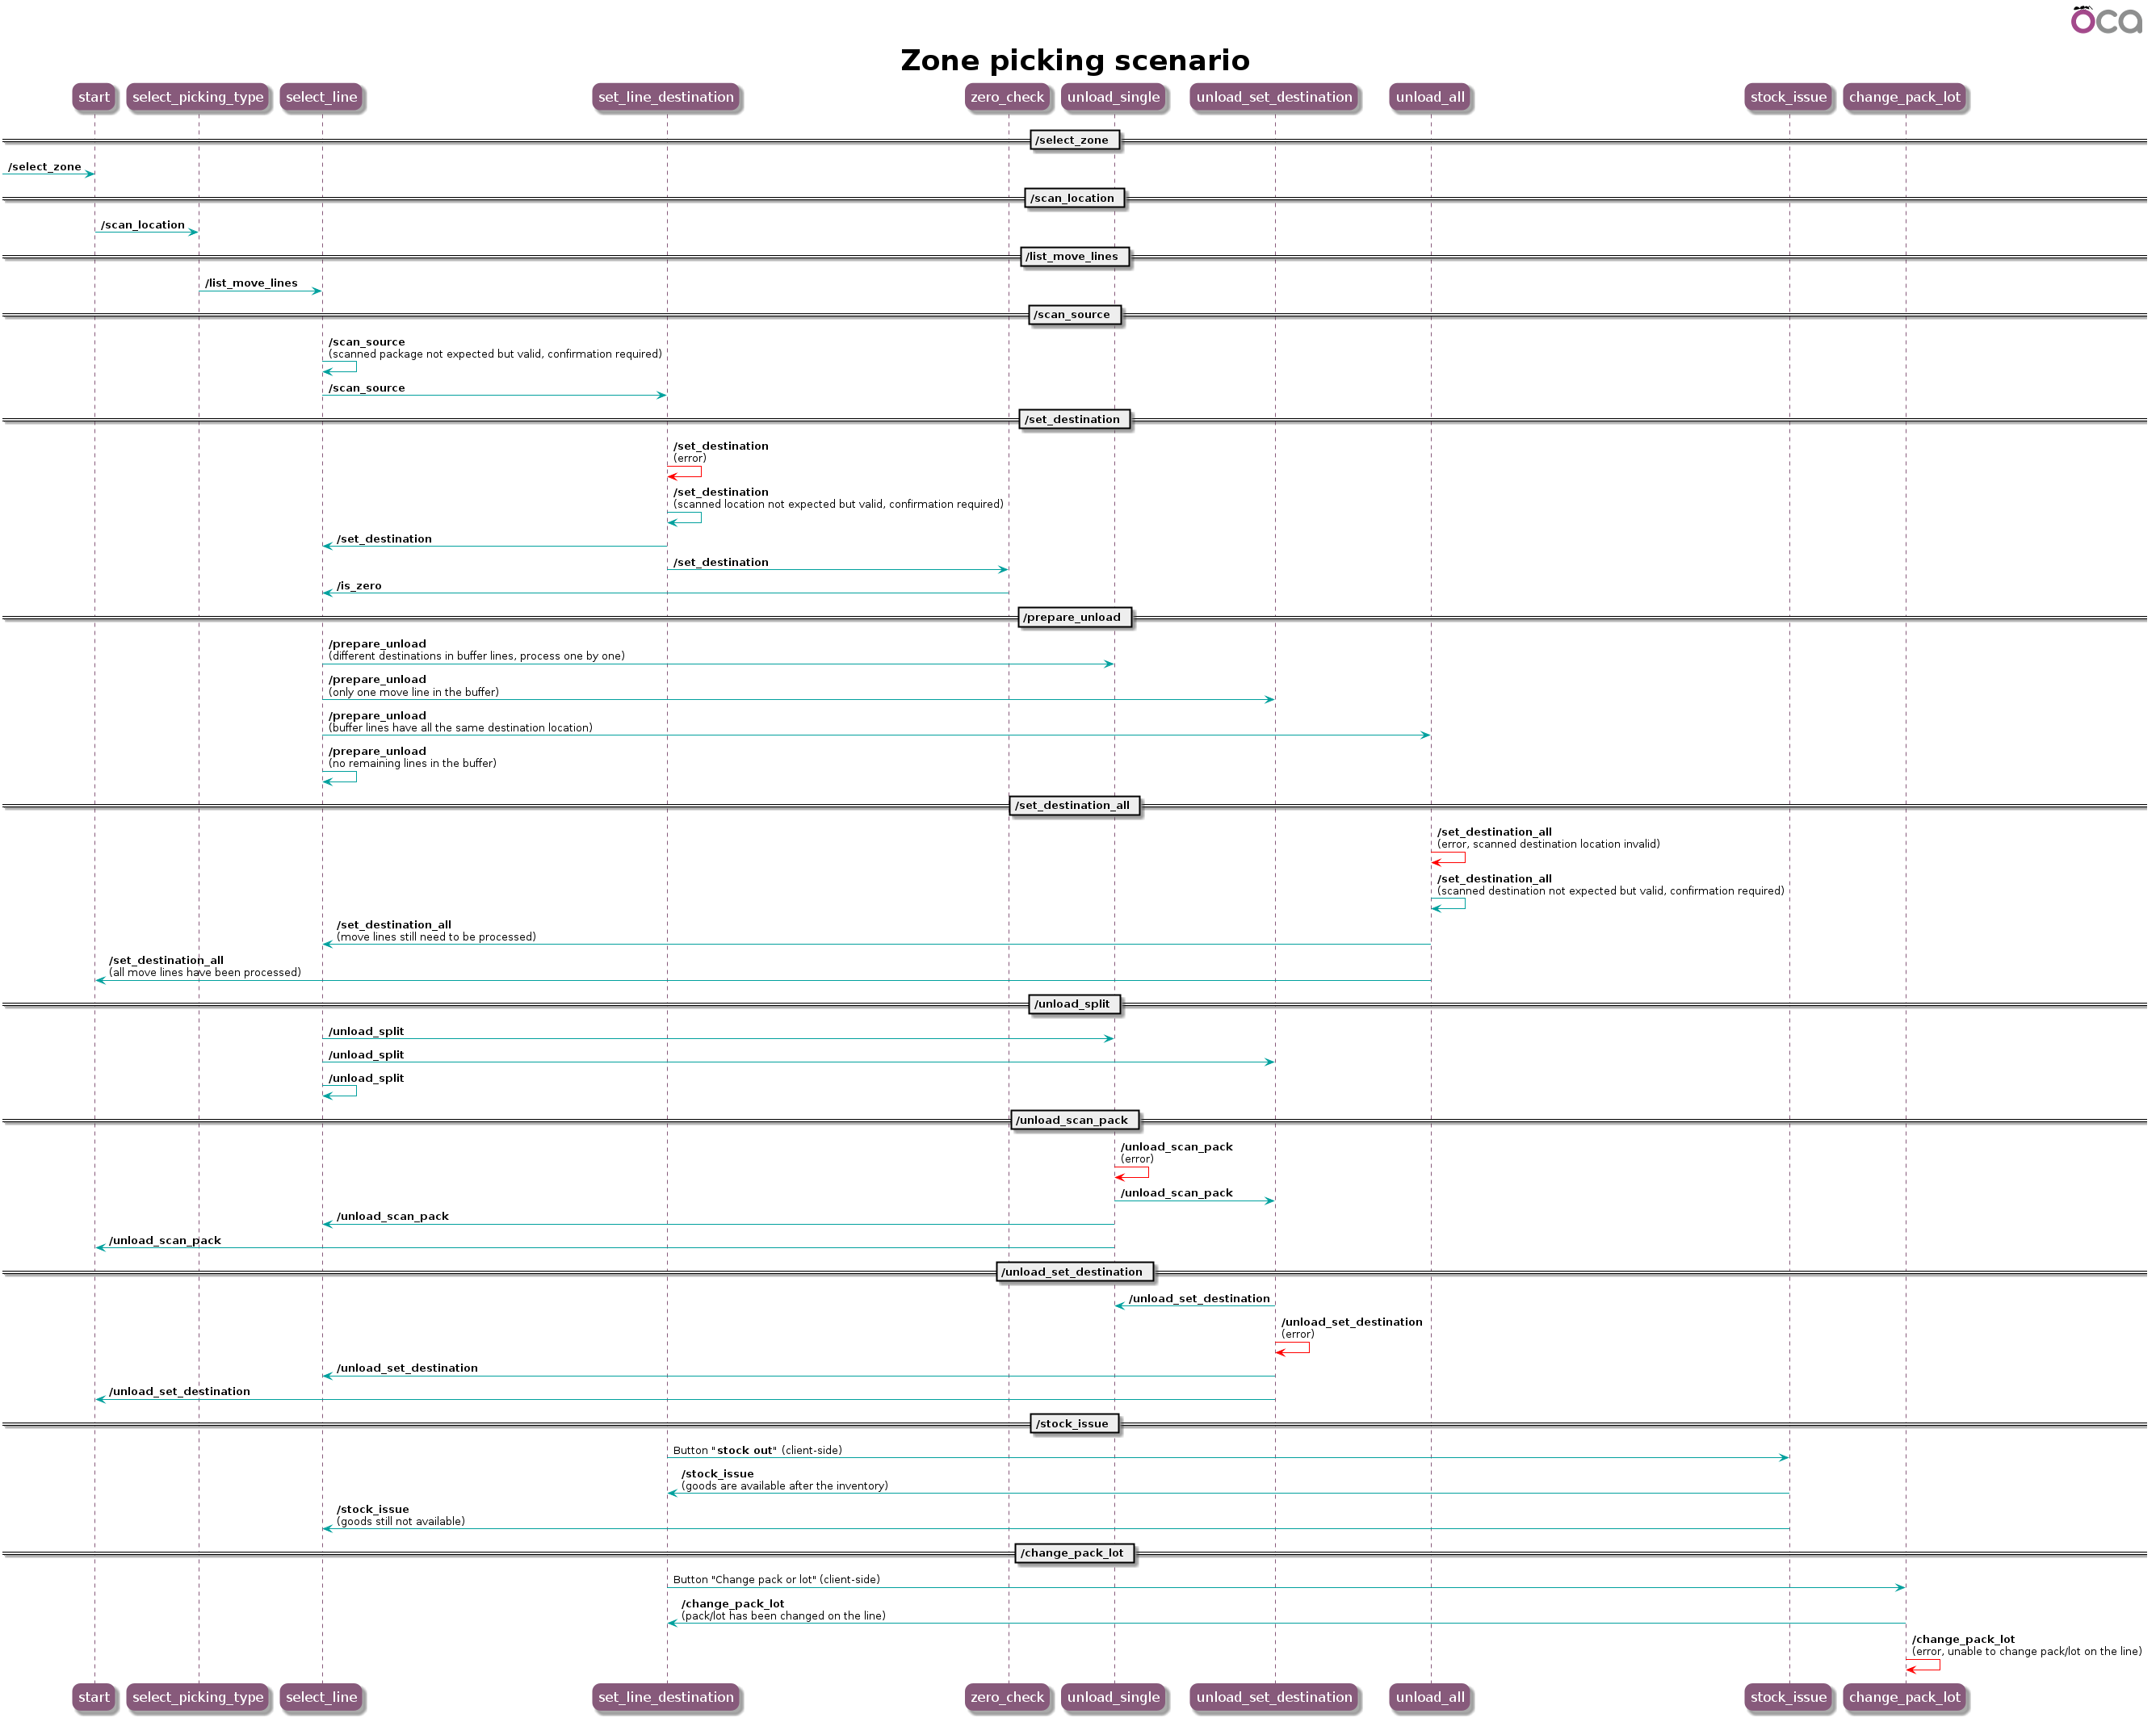 oca
Zone picking scenario
start select_picking_type select_line set_line_destination zero_check unload_single unload_set_destination unload_all stock_issue change_pack_lot
/select_zone
/select_zone
/scan_location
/scan_location
/list_move_lines
/list_move_lines
/scan_source
/scan_source
(scanned package not expected but valid, confirmation required)
/scan_source
/set_destination
/set_destination
(error)
/set_destination
(scanned location not expected but valid, confirmation required)
/set_destination
/set_destination
/is_zero
/prepare_unload
/prepare_unload
(different destinations in buffer lines, process one by one)
/prepare_unload
(only one move line in the buffer)
/prepare_unload
(buffer lines have all the same destination location)
/prepare_unload
(no remaining lines in the buffer)
/set_destination_all
/set_destination_all
(error, scanned destination location invalid)
/set_destination_all
(scanned destination not expected but valid, confirmation required)
/set_destination_all
(move lines still need to be processed)
/set_destination_all
(all move lines have been processed)
/unload_split
/unload_split
/unload_split
/unload_split
/unload_scan_pack
/unload_scan_pack
(error)
/unload_scan_pack
/unload_scan_pack
/unload_scan_pack
/unload_set_destination
/unload_set_destination
/unload_set_destination
(error)
/unload_set_destination
/unload_set_destination
/stock_issue
Button "stock out" (client-side)
/stock_issue
(goods are available after the inventory)
/stock_issue
(goods still not available)
/change_pack_lot
Button "Change pack or lot" (client-side)
/change_pack_lot
(pack/lot has been changed on the line)
/change_pack_lot
(error, unable to change pack/lot on the line)
start select_picking_type select_line set_line_destination zero_check unload_single unload_set_destination unload_all stock_issue change_pack_lot